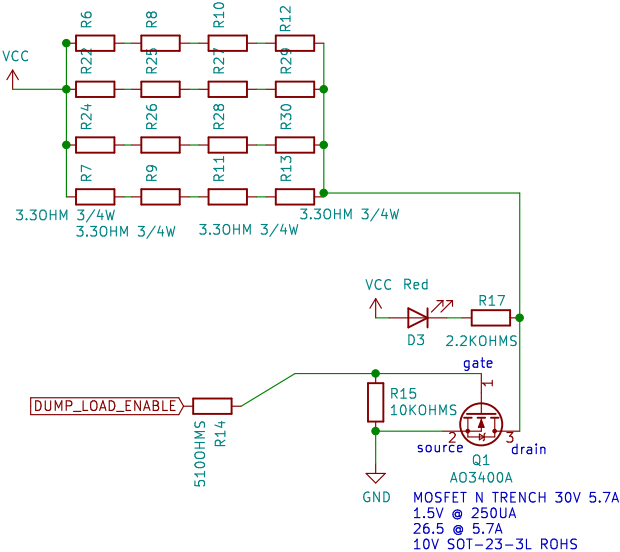 R6
R8
R10
R12
VCC
R22
R25
R27
R29
R24
R26
R28
R30
R7
R9
R11
R13
3.3OHM 3/4W
3.3OHM 3/4W
3.3OHM 3/4W
3.3OHM 3/4W
VCC
Red
R17
D3
2.2KOHMS
gate
1
R15
10KOHMS
DUMP_LOAD_ENABLE
510OHMS
R14
source
2
3
drain
Q1
AO3400A
GND
MOSFET N TRENCH 30V 5.7A
1.5V @ 250UA
26.5 @ 5.7A
10V SOT-23-3L ROHS